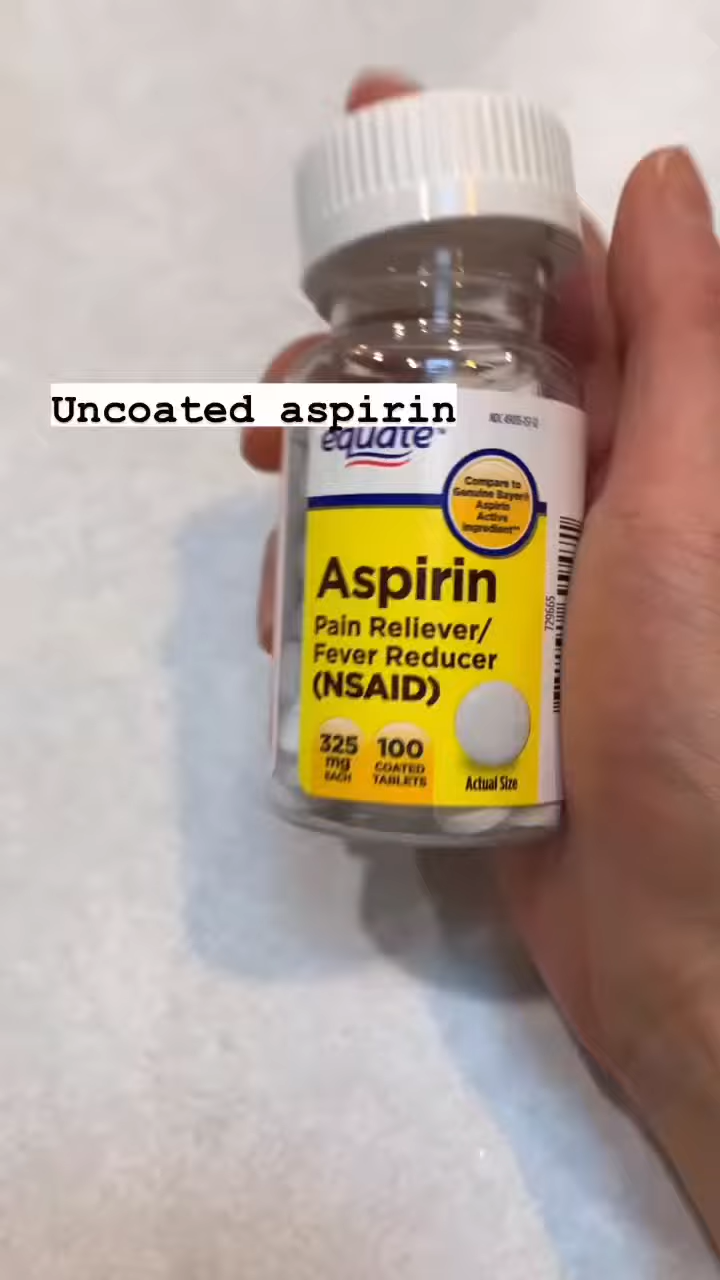 Uncoated aspirin
equate
Compare to
Genuine Bayer®
Aspirin
Active
Ingredient**
Aspirin
Pain Reliever/
Fever Reducer
(NSAID)
325
mg
EACH
100
COATED
TABLETS
Actual Size
729665